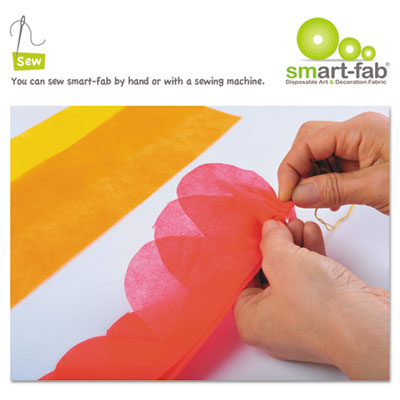 Sew
You can sew smart-fab by hand or with a sewing machine.
smart-fab®
Disposable Art & Decoration Fabric